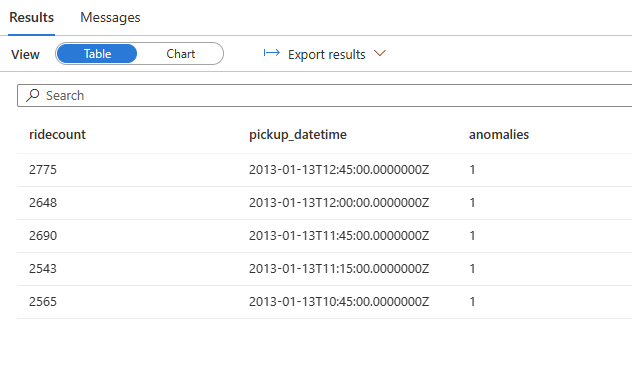 Results Messages
View Table Chart Export results
Search
ridecount pickup_datetime anomalies
2775 2013-01-13T12:45:00.0000000Z 1
2648 2013-01-13T12:00:00.0000000Z 1
2690 2013-01-13T11:45:00.0000000Z 1
2543 2013-01-13T11:15:00.0000000Z 1
2565 2013-01-13T10:45:00.0000000Z 1